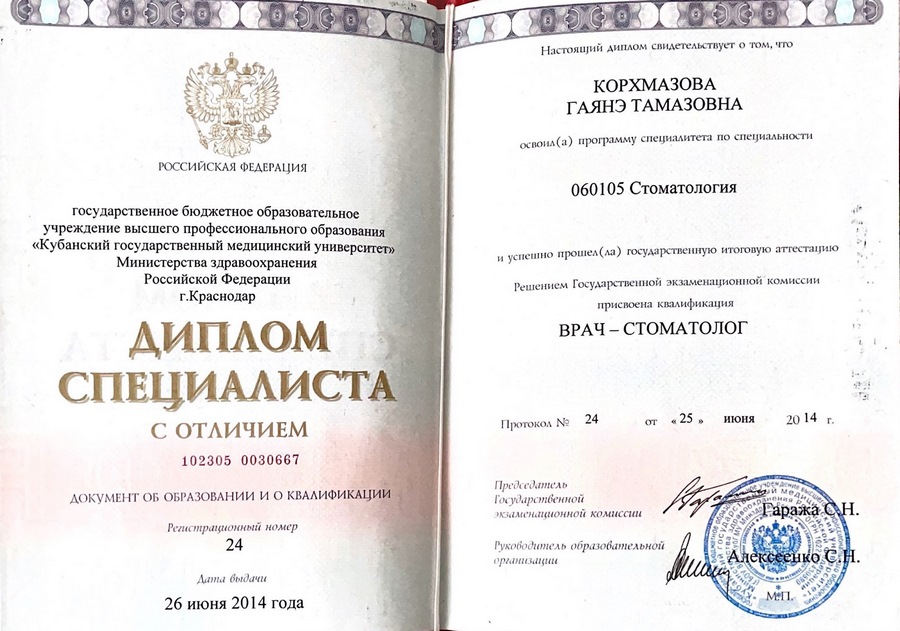 РОССИЙСКАЯ ФЕДЕРАЦИЯ
государственное бюджетное образовательное
учреждение высшего профессионального образования
«Кубанский государственный медицинский университет»
Министерства здравоохранения
Российской Федерации
г.Краснодар
ДИПЛОМ
СПЕЦИАЛИСТА
С ОТЛИЧИЕМ
102305 0030667
ДОКУМЕНТ ОБ ОБРАЗОВАНИИ И О КВАЛИФИКАЦИИ
Регистрационный номер
24
Дата выдачи
26 июня 2014 года
Настоящий диплом свидетельствует о том, что
КОРХМАЗОВА
ГАЯНЭ ТАМАЗОВНА
освоил(а) программу специалитета по специальности
060105 Стоматология
и успешно прошел(ла) государственную итоговую аттестацию
Решением Государственной экзаменационной комиссии
присвоена квалификация
ВРАЧ – СТОМАТОЛОГ
Протокол № 24 от «25» июня 2014 г.
Председатель
Государственной
экзаменационной комиссии
Гаража С.Н.
Руководитель образовательной
организации
Алексеенко С.Н.
М.П.